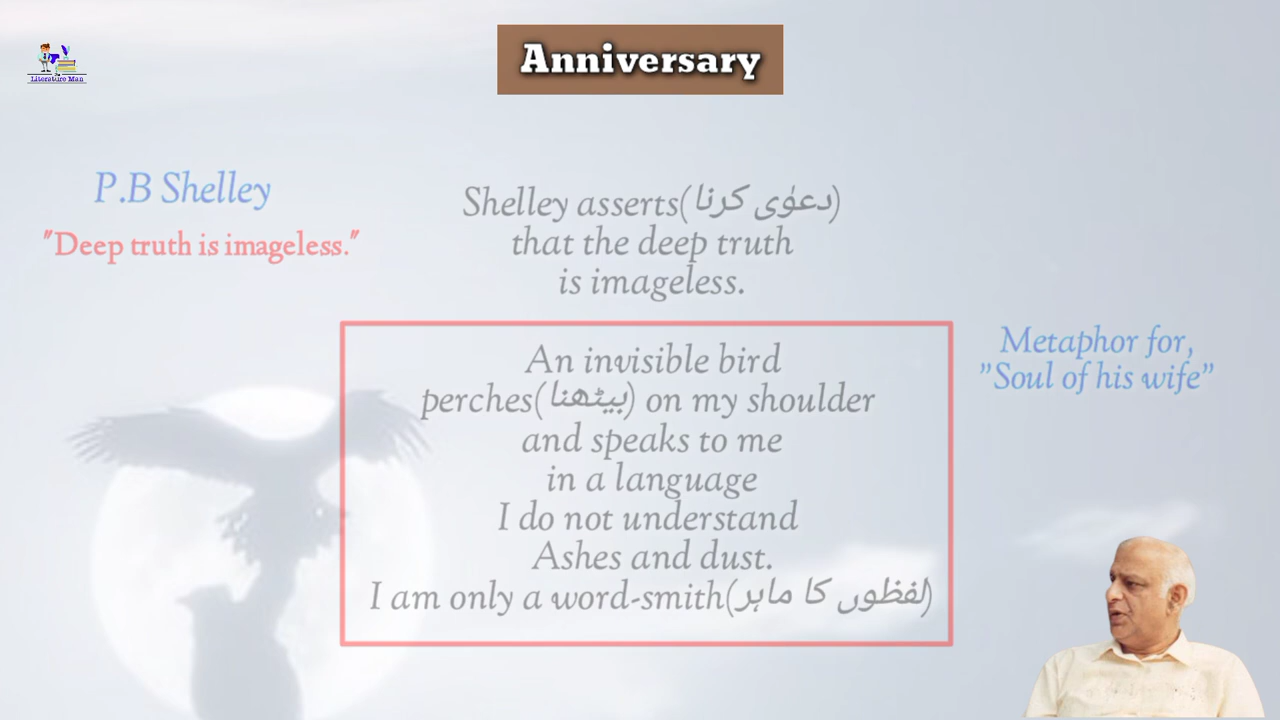 Anniversary
Literature Man
P.B Shelley
"Deep truth is imageless."
Shelley asserts(دعوٰی کرنا)
that the deep truth
is imageless.
An invisible bird
perches(بیٹھنا) on my shoulder
and speaks to me
in a language
I do not understand
Ashes and dust.
I am only a word-smith(لفظوں کا ماہر)
Metaphor for,
"Soul of his wife"